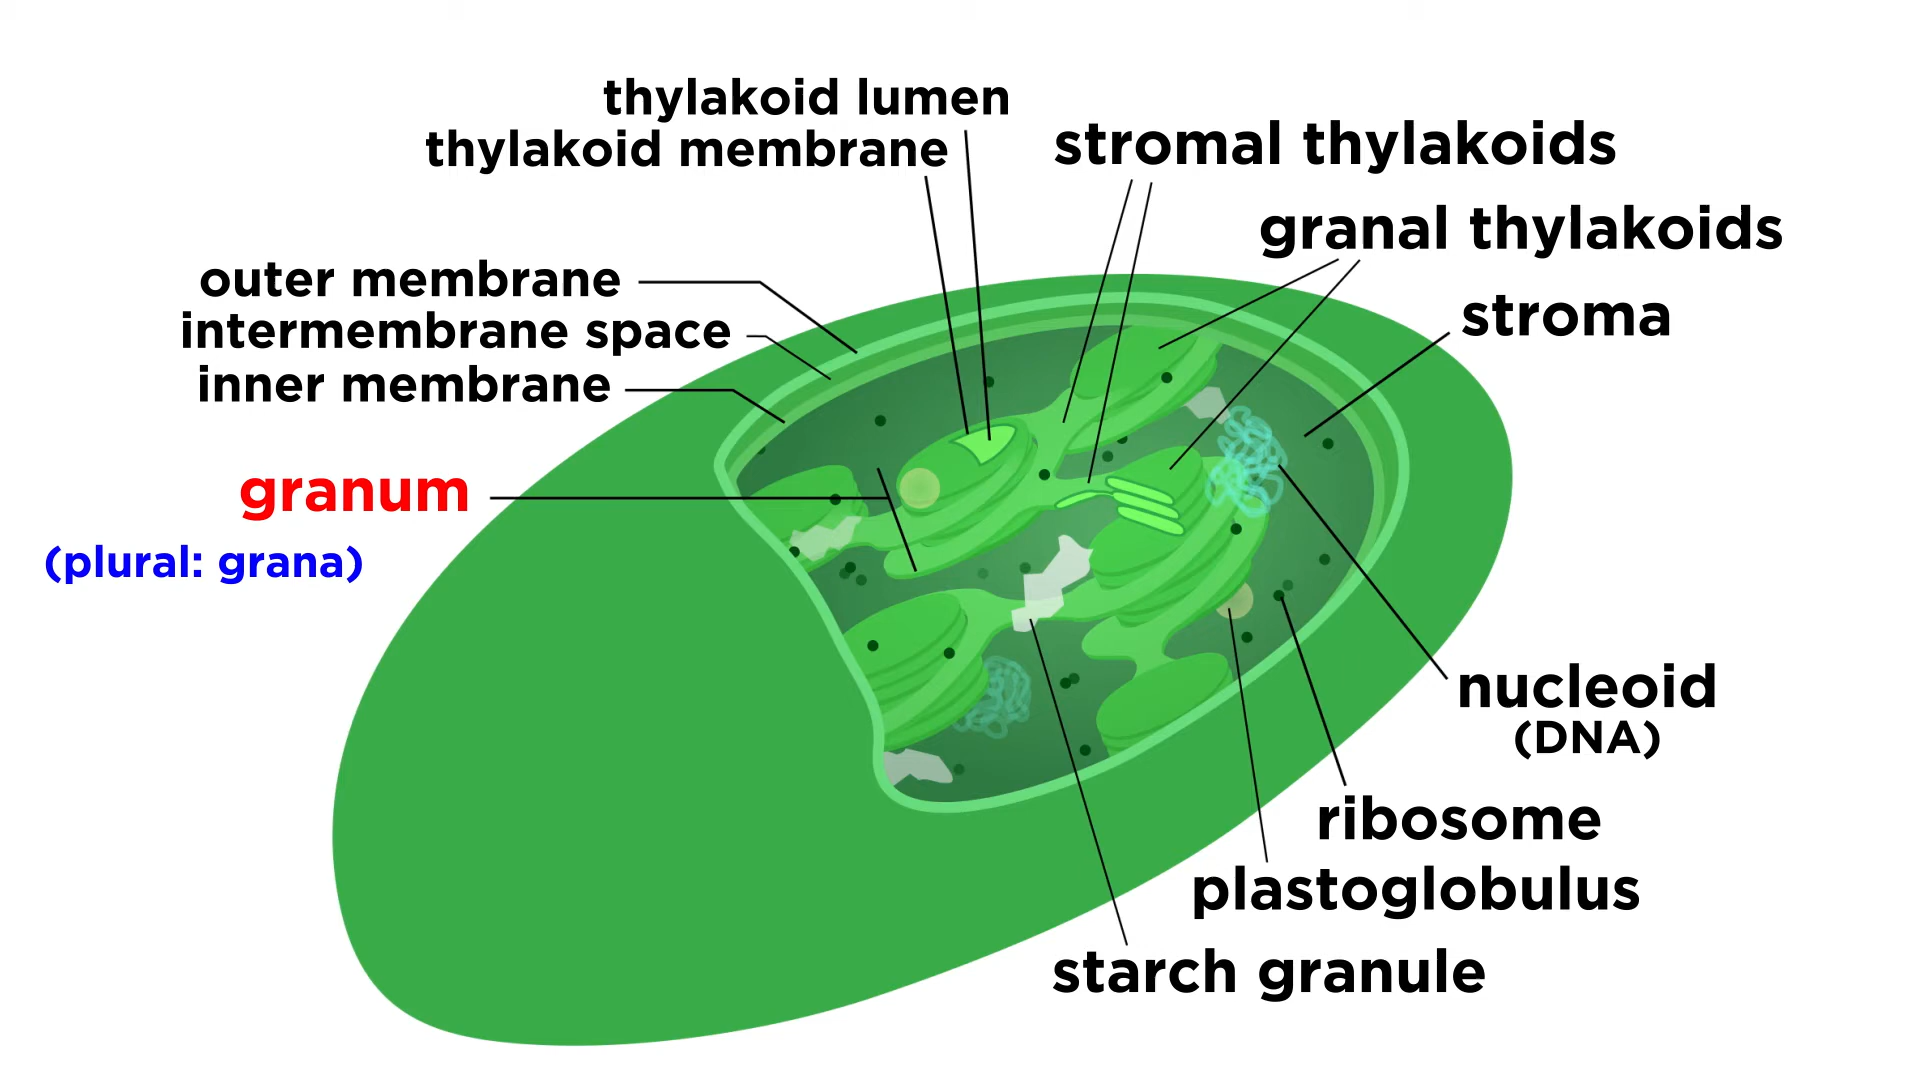 thylakoid lumen
thylakoid membrane
stromal thylakoids
granal thylakoids
outer membrane
intermembrane space
inner membrane
stroma
granum
(plural: grana)
nucleoid
(DNA)
ribosome
plastoglobulus
starch granule